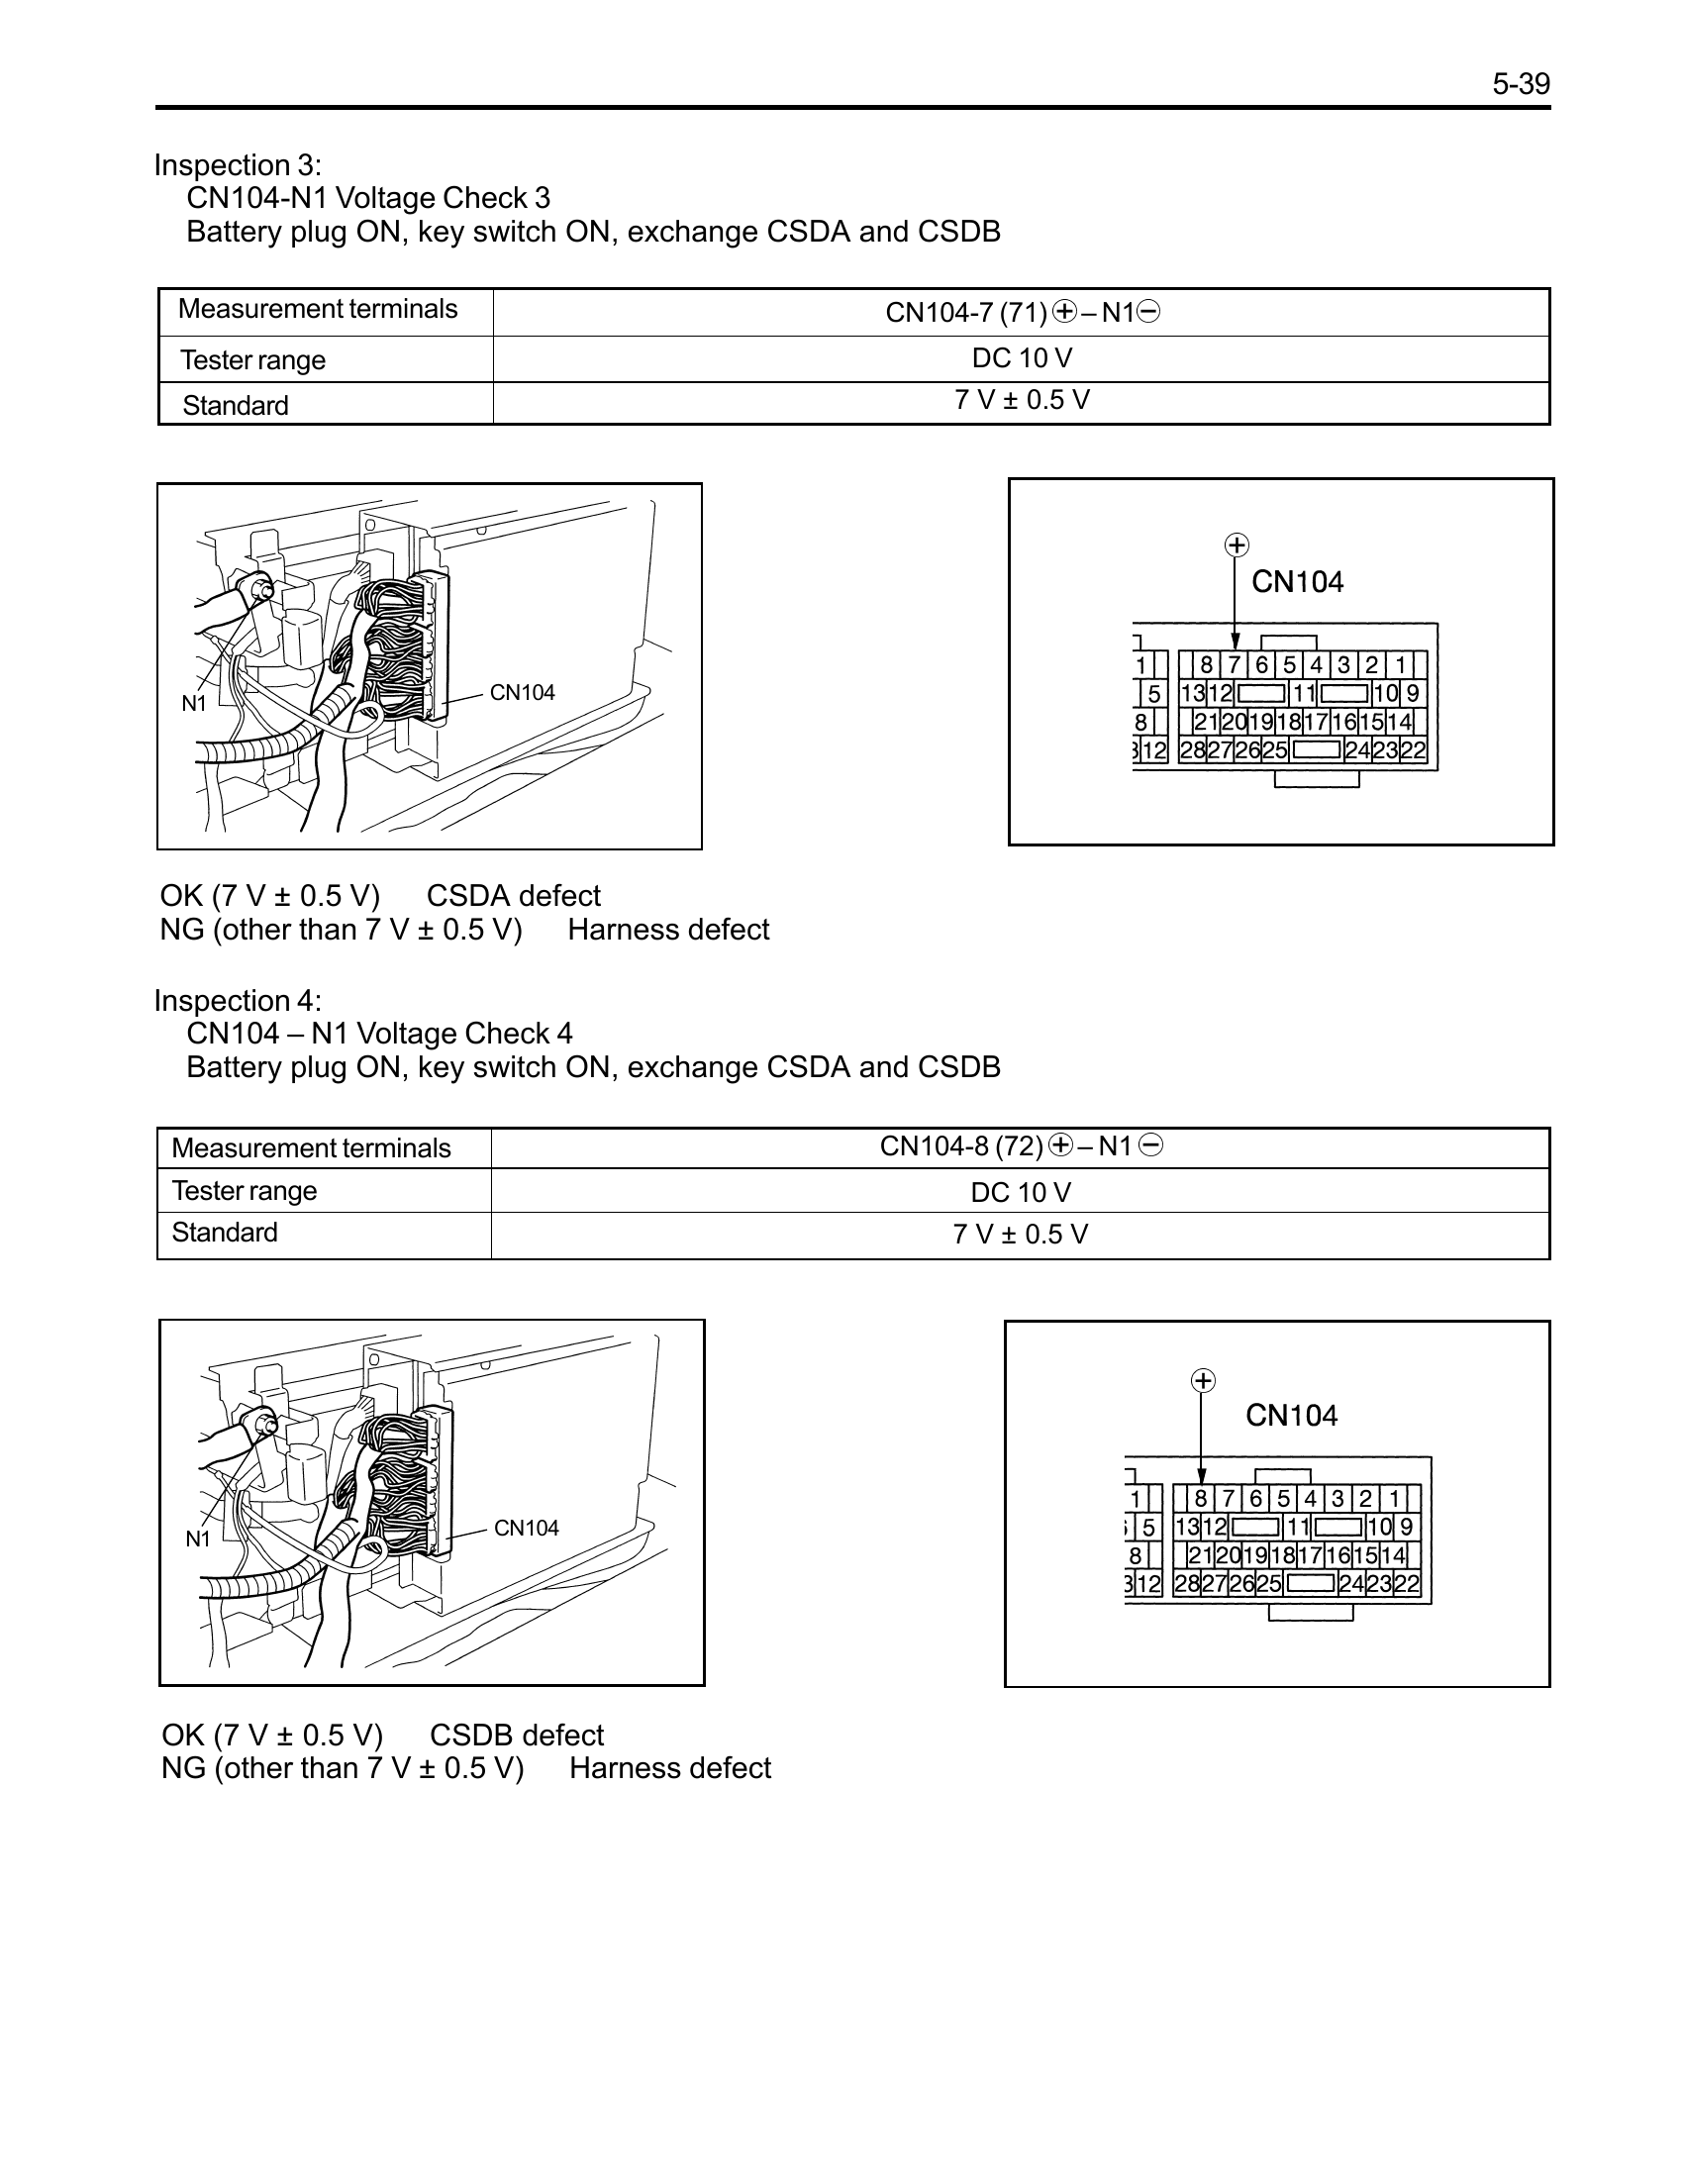 5-39
Inspection 3:
CN104-N1 Voltage Check 3
Battery plug ON, key switch ON, exchange CSDA and CSDB
Measurement terminals CN104-7 (71) ⊕ – N1 ⊖
Tester range DC 10 V
Standard 7 V ± 0.5 V
N1
CN104
⊕
CN104
1 8 7 6 5 4 3 2 1
5 13 12 11 10 9
8 21 20 19 18 17 16 15 14
12 28 27 26 25 24 23 22
OK (7 V ± 0.5 V) CSDA defect
NG (other than 7 V ± 0.5 V) Harness defect
Inspection 4:
CN104 – N1 Voltage Check 4
Battery plug ON, key switch ON, exchange CSDA and CSDB
Measurement terminals CN104-8 (72) ⊕ – N1 ⊖
Tester range DC 10 V
Standard 7 V ± 0.5 V
N1
CN104
⊕
CN104
1 8 7 6 5 4 3 2 1
5 13 12 11 10 9
8 21 20 19 18 17 16 15 14
12 28 27 26 25 24 23 22
OK (7 V ± 0.5 V) CSDB defect
NG (other than 7 V ± 0.5 V) Harness defect